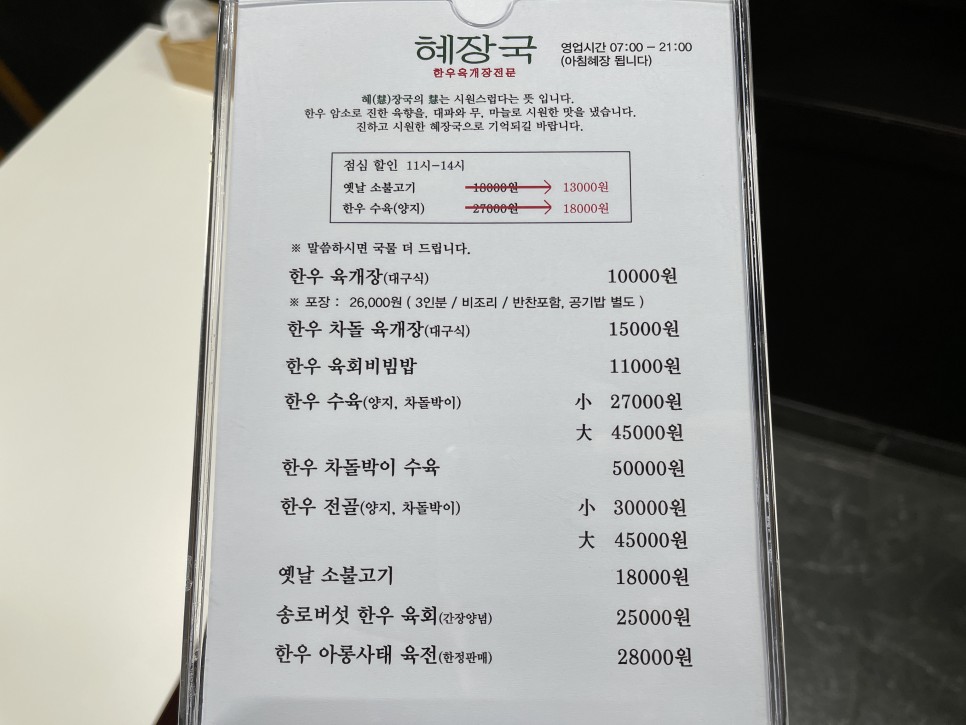 혜장국
한우육개장전문
영업시간 07:00 - 21:00
(아침혜장 됩니다)
혜(慧)장국의 慧는 시원스럽다는 뜻 입니다.
한우 암소로 진한 육향을, 대파와 무, 마늘로 시원한 맛을 냈습니다.
진하고 시원한 혜장국으로 기억되길 바랍니다.
점심 할인 11시-14시
옛날 소불고기 18000원 → 13000원
한우 수육(양지) 27000원 → 18000원
※ 말씀하시면 국물 더 드립니다.
한우 육개장(대구식) 10000원
※ 포장 : 26,000원 ( 3인분 / 비조리 / 반찬포함, 공기밥 별도 )
한우 차돌 육개장(대구식) 15000원
한우 육회비빔밥 11000원
한우 수육(양지, 차돌박이) 小 27000원
大 45000원
한우 차돌박이 수육 50000원
한우 전골(양지, 차돌박이) 小 30000원
大 45000원
옛날 소불고기 18000원
송로버섯 한우 육회(간장양념) 25000원
한우 아롱사태 육전(한정판매) 28000원